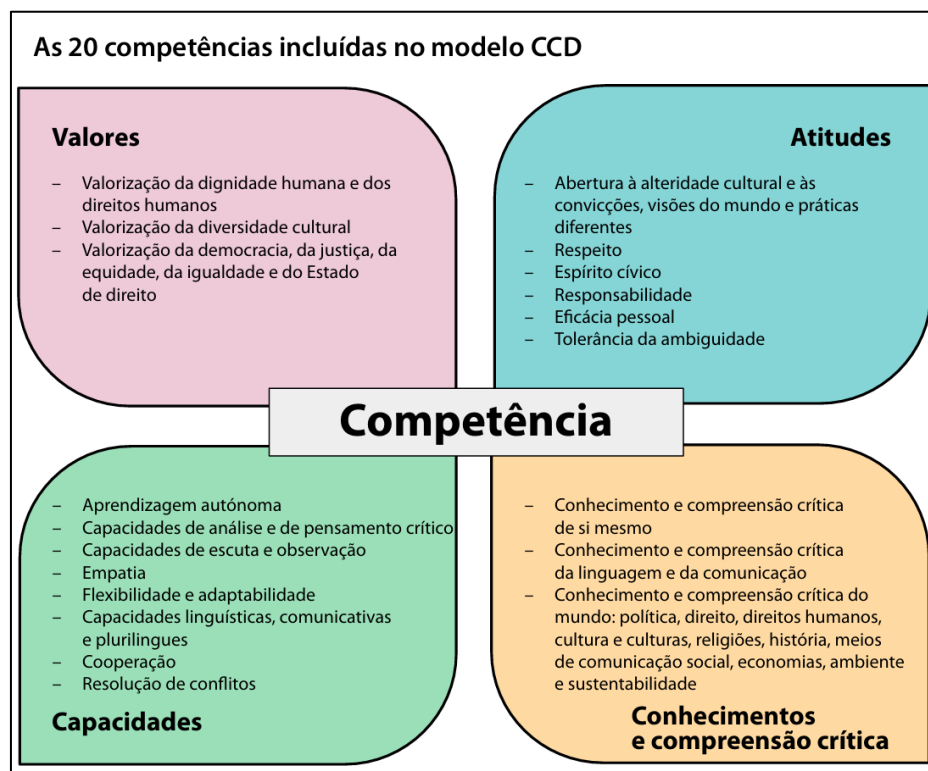 As 20 competências incluídas no modelo CCD
Valores
– Valorização da dignidade humana e dos
direitos humanos
– Valorização da diversidade cultural
– Valorização da democracia, da justiça, da
equidade, da igualdade e do Estado
de direito
Atitudes
– Abertura à alteridade cultural e às
convicções, visões do mundo e práticas
diferentes
– Respeito
– Espírito cívico
– Responsabilidade
– Eficácia pessoal
– Tolerância da ambiguidade
Competência
– Aprendizagem autónoma
– Capacidades de análise e de pensamento crítico
– Capacidades de escuta e observação
– Empatia
– Flexibilidade e adaptabilidade
– Capacidades linguísticas, comunicativas
e plurilingues
– Cooperação
– Resolução de conflitos
Capacidades
– Conhecimento e compreensão crítica
de si mesmo
– Conhecimento e compreensão crítica
da linguagem e da comunicação
– Conhecimento e compreensão crítica do
mundo: política, direito, direitos humanos,
cultura e culturas, religiões, história, meios
de comunicação social, economias, ambiente
e sustentabilidade
Conhecimentos
e compreensão crítica